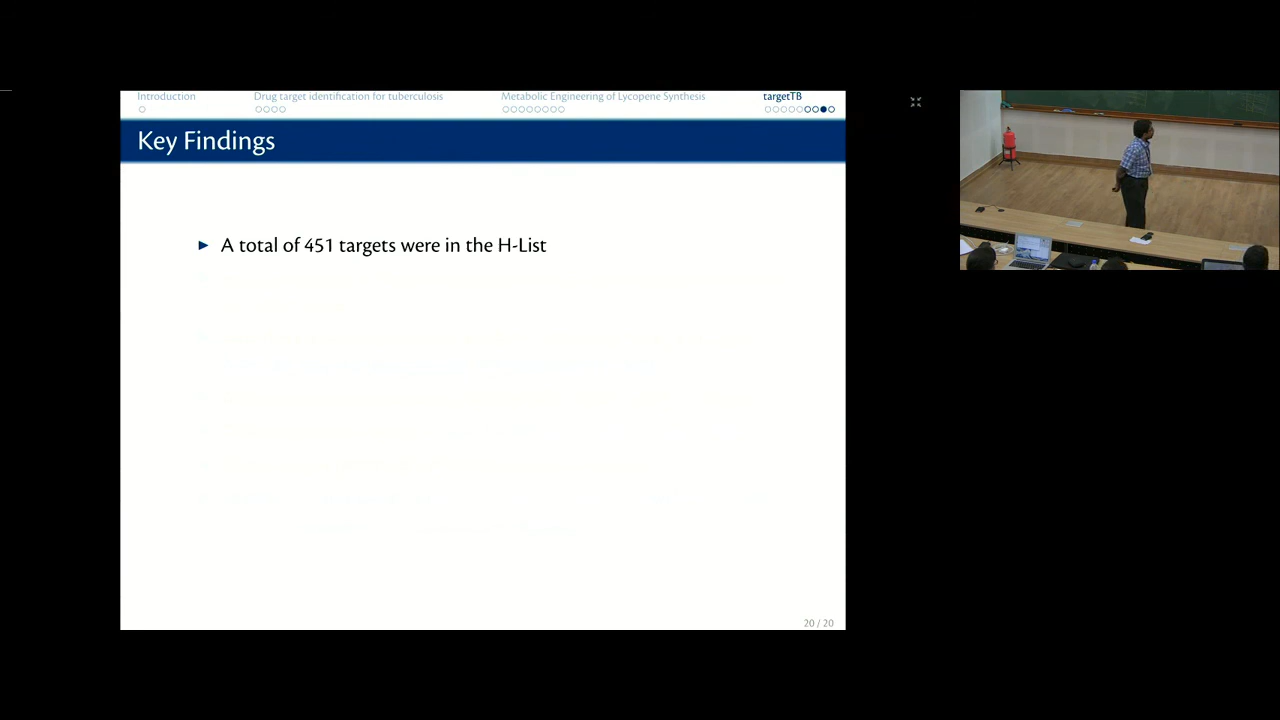 Introduction
Drug target identification for tuberculosis
Metabolic Engineering of Lycopene Synthesis
targetTB
Key Findings
A total of 451 targets were in the H-List
20 / 20